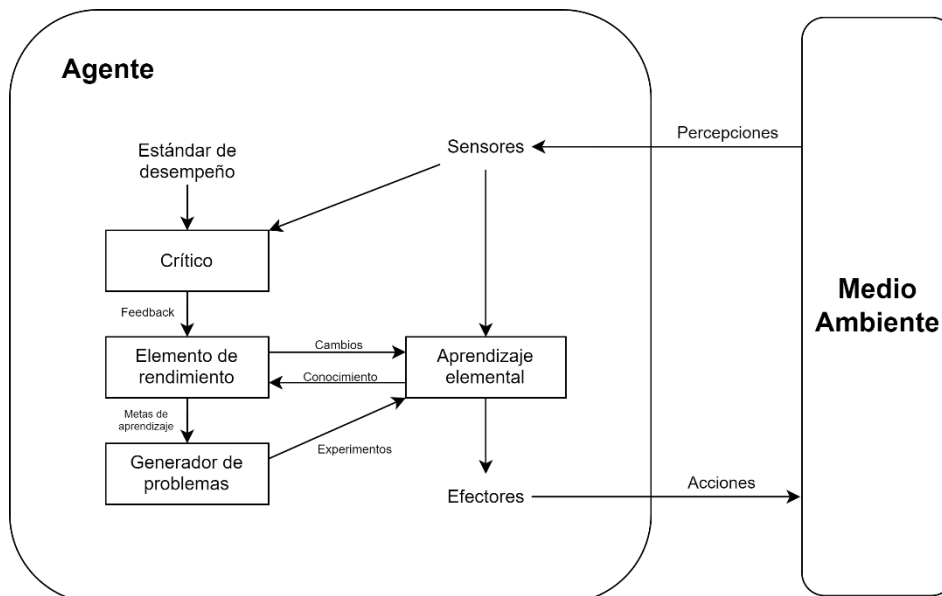 Agente
Percepciones
Sensores
Estándar de
desempeño
Crítico
Medio
Ambiente
Feedback
Cambios
Elemento de
rendimiento
Aprendizaje
elemental
Conocimiento
Metas de
aprendizaje
Generador de
problemas
Experimentos
Efectores
Acciones